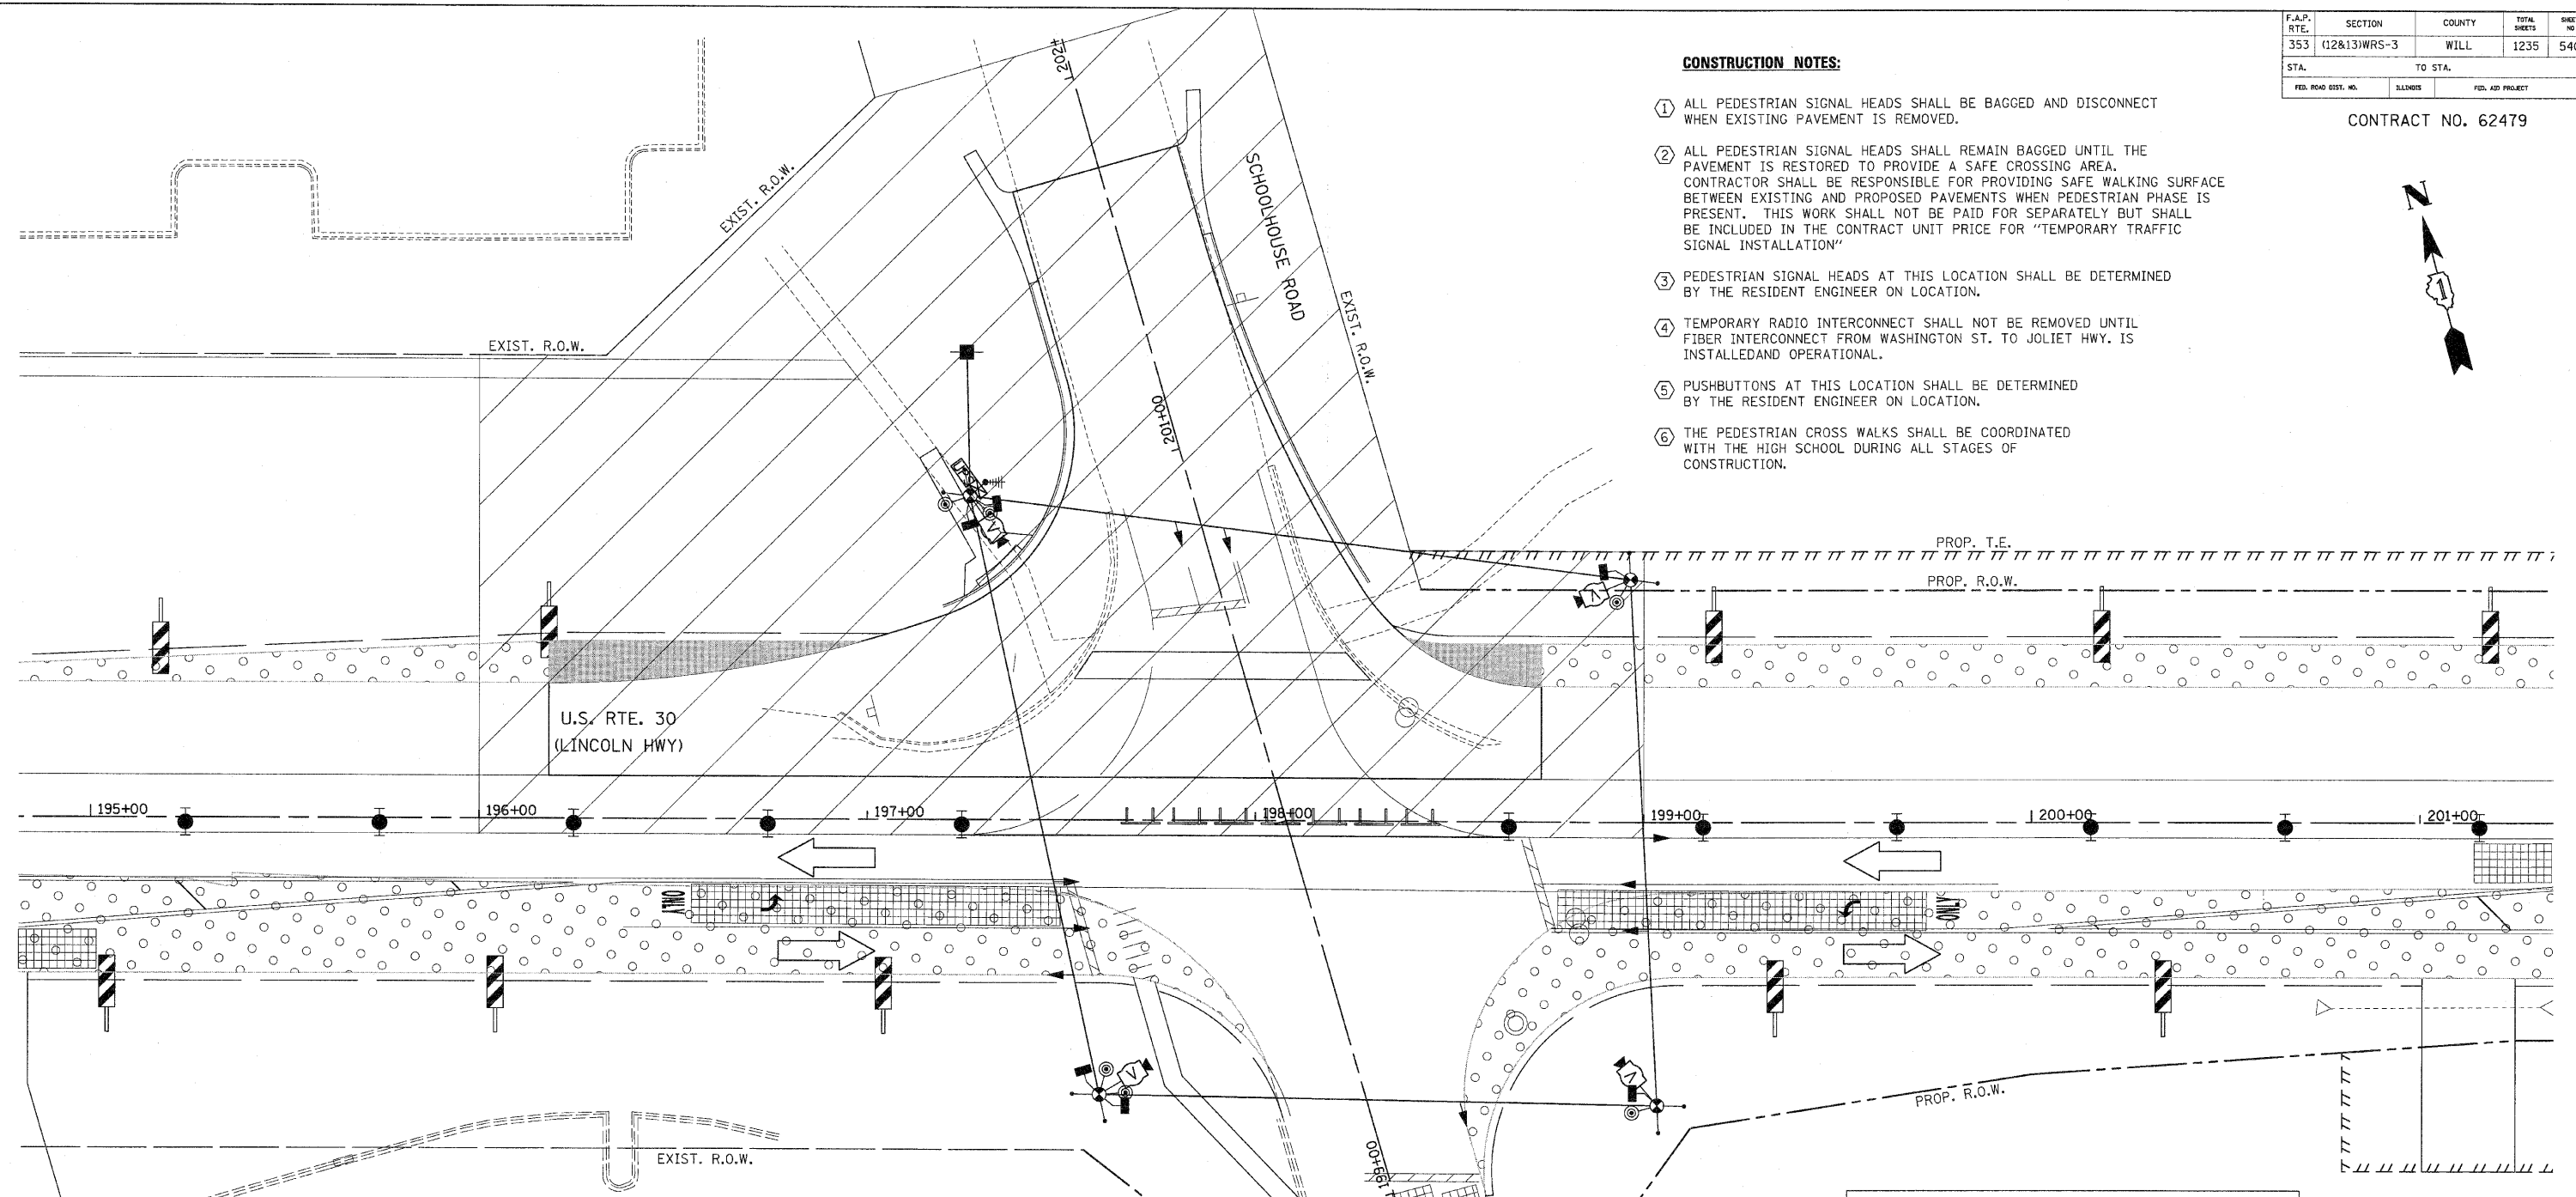 F.A.P. RTE. SECTION COUNTY TOTAL SHEETS
353 (12&13)WRS-3 WILL 1235
STA. TO STA.
FED. ROAD DIST. NO. ILLINOIS FED. AID PROJECT
CONTRACT NO. 62479
CONSTRUCTION NOTES:
1 ALL PEDESTRIAN SIGNAL HEADS SHALL BE BAGGED AND DISCONNECT
WHEN EXISTING PAVEMENT IS REMOVED.
2 ALL PEDESTRIAN SIGNAL HEADS SHALL REMAIN BAGGED UNTIL THE
PAVEMENT IS RESTORED TO PROVIDE A SAFE CROSSING AREA.
CONTRACTOR SHALL BE RESPONSIBLE FOR PROVIDING SAFE WALKING SURFACE
BETWEEN EXISTING AND PROPOSED PAVEMENTS WHEN PEDESTRIAN PHASE IS
PRESENT. THIS WORK SHALL NOT BE PAID FOR SEPARATELY BUT SHALL
BE INCLUDED IN THE CONTRACT UNIT PRICE FOR "TEMPORARY TRAFFIC
SIGNAL INSTALLATION"
3 PEDESTRIAN SIGNAL HEADS AT THIS LOCATION SHALL BE DETERMINED
BY THE RESIDENT ENGINEER ON LOCATION.
4 TEMPORARY RADIO INTERCONNECT SHALL NOT BE REMOVED UNTIL
FIBER INTERCONNECT FROM WASHINGTON ST. TO JOLIET HWY. IS
INSTALLEDAND OPERATIONAL.
5 PUSHBUTTONS AT THIS LOCATION SHALL BE DETERMINED
BY THE RESIDENT ENGINEER ON LOCATION.
6 THE PEDESTRIAN CROSS WALKS SHALL BE COORDINATED
WITH THE HIGH SCHOOL DURING ALL STAGES OF
CONSTRUCTION.
N
1
202+
EXIST. R.O.W.
SCHOOLHOUSE ROAD
EXIST. R.O.W.
EXIST. R.O.W.
201+00
V
V
PROP. T.E.
PROP. R.O.W.
U.S. RTE. 30
(LINCOLN HWY)
195+00
196+00
197+00
198+00
199+00
200+00
201+00
ONLY
ONLY
V
V
PROP. R.O.W.
EXIST. R.O.W.
199+00